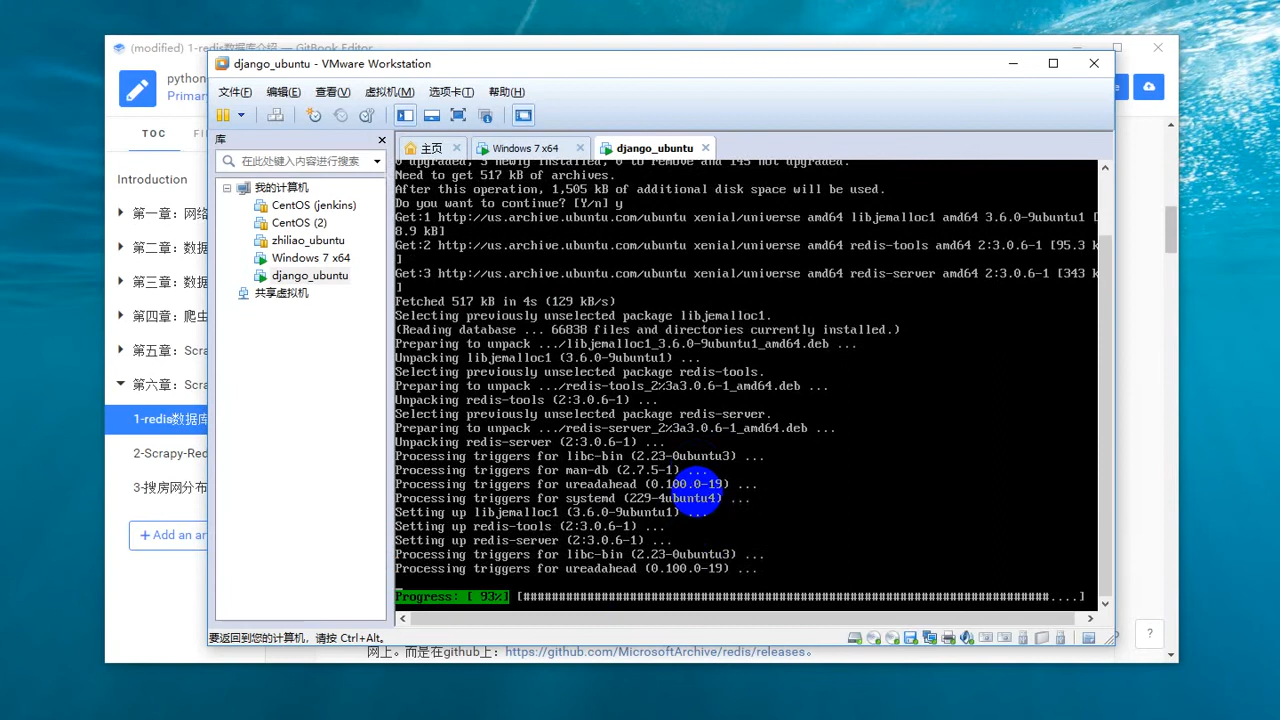 (modified) 1-redis数据库介绍 — GitBook Editor
django_ubuntu - VMware Workstation
python
Primar
文件(F) 编辑(E) 查看(V) 虚拟机(M) 选项卡(T) 帮助(H)
TOC
库
主页
Windows 7 x64
django_ubuntu
在此处键入内容进行搜索
Introduction
第一章：网络
第二章：数据
第三章：数据
第四章：爬虫
第五章：Scra
第六章：Scra
1-redis数据库
2-Scrapy-Red
3-搜房网分布
+ Add an ar
我的计算机
CentOS (jenkins)
CentOS (2)
zhiliao_ubuntu
Windows 7 x64
django_ubuntu
共享虚拟机
0 upgraded, 3 newly installed, 0 to remove and 145 not upgraded.
Need to get 517 kB of archives.
After this operation, 1,505 kB of additional disk space will be used.
Do you want to continue? [Y/n] y
Get:1 http://us.archive.ubuntu.com/ubuntu xenial/universe amd64 libjemalloc1 amd64 3.6.0-9ubuntu1 [
8.9 kB]
Get:2 http://us.archive.ubuntu.com/ubuntu xenial/universe amd64 redis-tools amd64 2:3.0.6-1 [95.3 k
]
Get:3 http://us.archive.ubuntu.com/ubuntu xenial/universe amd64 redis-server amd64 2:3.0.6-1 [343 k
]
Fetched 517 kB in 4s (129 kB/s)
Selecting previously unselected package libjemalloc1.
(Reading database ... 66838 files and directories currently installed.)
Preparing to unpack .../libjemalloc1_3.6.0-9ubuntu1_amd64.deb ...
Unpacking libjemalloc1 (3.6.0-9ubuntu1) ...
Selecting previously unselected package redis-tools.
Preparing to unpack .../redis-tools_2%3a3.0.6-1_amd64.deb ...
Unpacking redis-tools (2:3.0.6-1) ...
Selecting previously unselected package redis-server.
Preparing to unpack .../redis-server_2%3a3.0.6-1_amd64.deb ...
Unpacking redis-server (2:3.0.6-1) ...
Processing triggers for libc-bin (2.23-0ubuntu3) ...
Processing triggers for man-db (2.7.5-1) ...
Processing triggers for ureadahead (0.100.0-19) ...
Processing triggers for systemd (229-4ubuntu4) ...
Setting up libjemalloc1 (3.6.0-9ubuntu1) ...
Setting up redis-tools (2:3.0.6-1) ...
Setting up redis-server (2:3.0.6-1) ...
Processing triggers for libc-bin (2.23-0ubuntu3) ...
Processing triggers for ureadahead (0.100.0-19) ...
Progress: [ 93%]
要返回到您的计算机，请按 Ctrl+Alt。
网上。而是在github上：https://github.com/MicrosoftArchive/redis/releases。